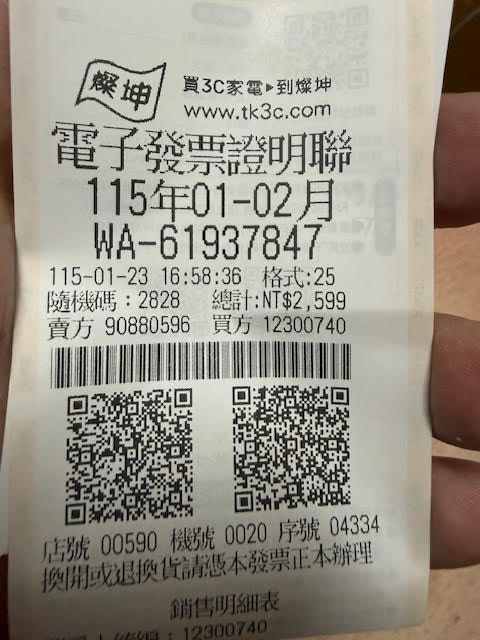 燦坤
買3C家電▶到燦坤
www.tk3c.com
電子發票證明聯
115年01-02月
WA-61937847
115-01-23 16:58:36 格式:25
隨機碼:2828 總計:NT$2,599
賣方 90880596 買方 12300740
店號 00590 機號 0020 序號 04334
換開或退換貨請憑本發票正本辦理
銷售明細表
:12300740